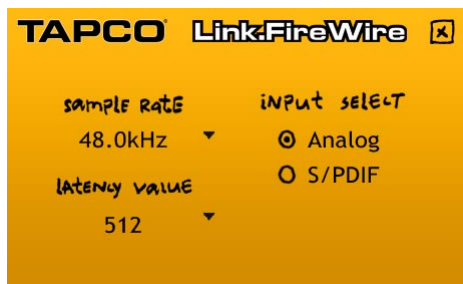 TAPCO Link.FireWire
sample Rate
48.0kHz
Latency value
512
input select
Analog
S/PDIF